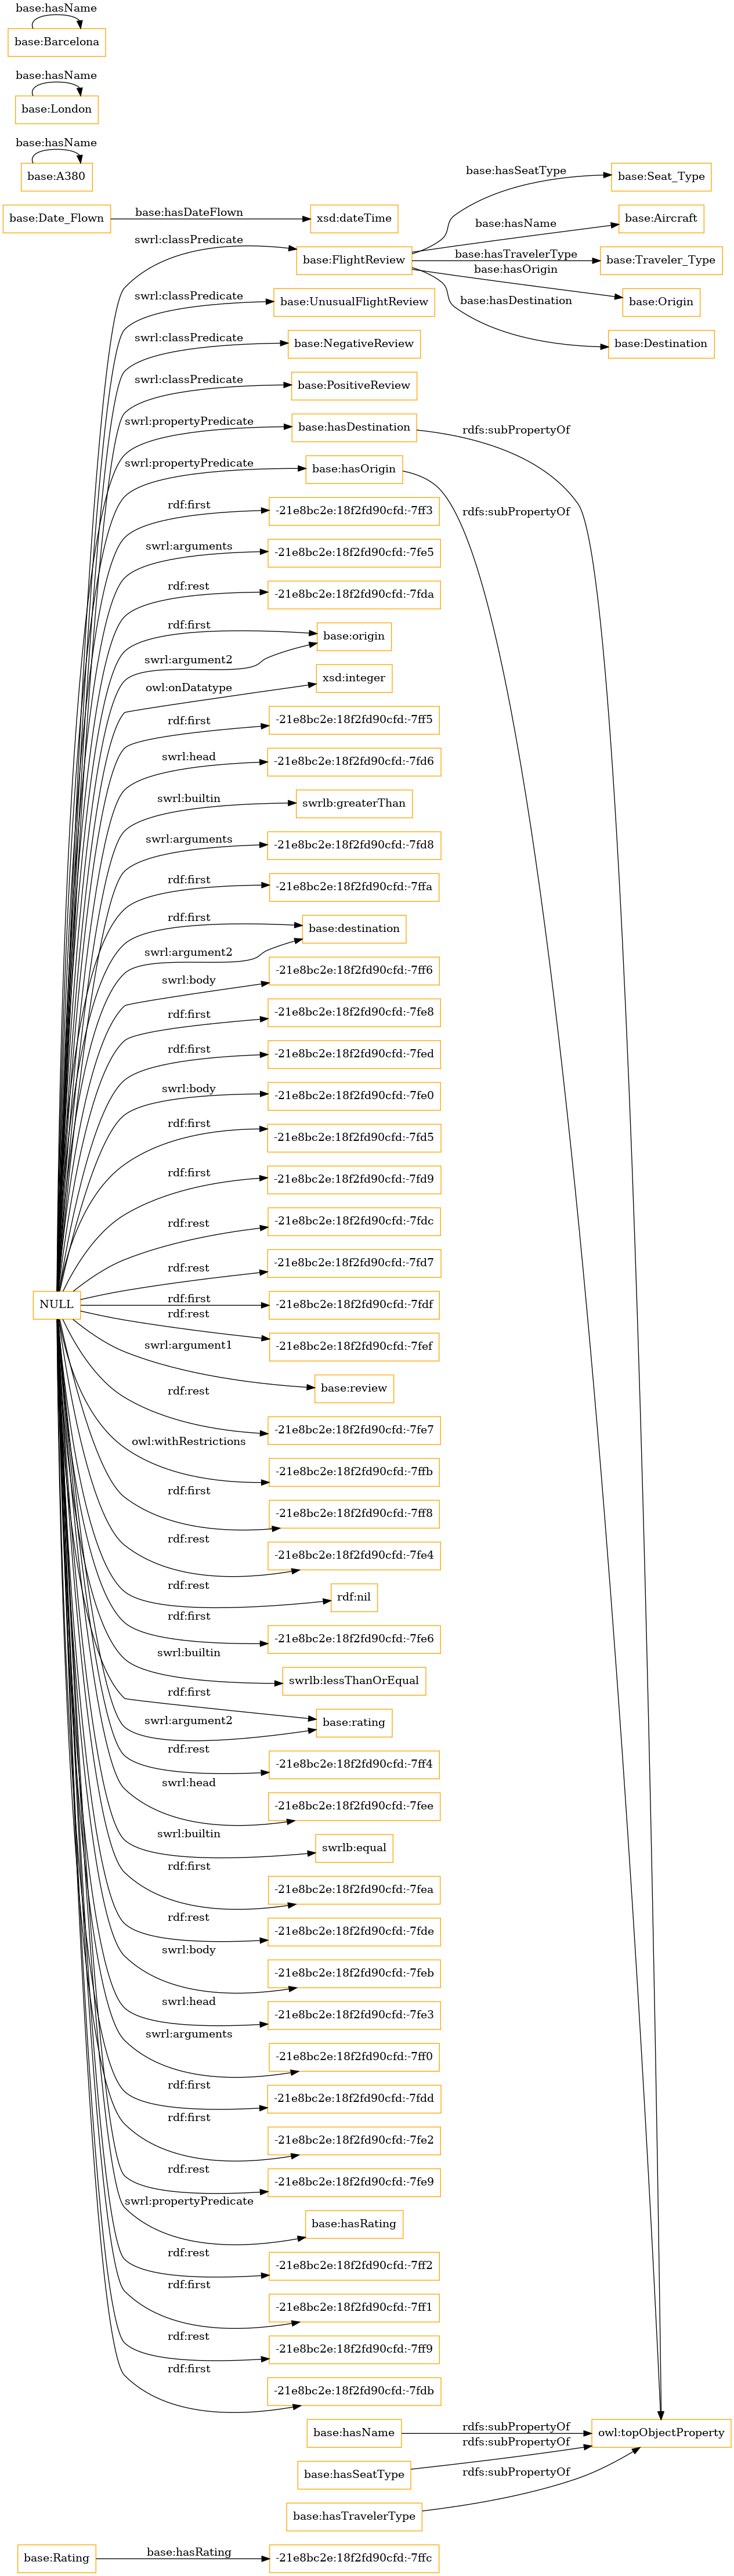 base:hasName
base:Barcelona
base:hasName
base:London
base:hasName
base:A380
base:Date_Flown
base:hasDateFlown
xsd:dateTime
swrl:classPredicate
base:FlightReview
base:hasSeatType
base:Seat_Type
base:hasName
base:Aircraft
base:hasTravelerType
base:Traveler_Type
base:hasOrigin
base:Origin
base:hasDestination
base:Destination
swrl:classPredicate
base:UnusualFlightReview
swrl:classPredicate
base:NegativeReview
swrl:classPredicate
base:PositiveReview
swrl:propertyPredicate
base:hasDestination
rdfs:subPropertyOf
swrl:propertyPredicate
base:hasOrigin
rdfs:subPropertyOf
rdf:first
-21e8bc2e:18f2fd90cfd:-7ff3
swrl:arguments
-21e8bc2e:18f2fd90cfd:-7fe5
rdf:rest
-21e8bc2e:18f2fd90cfd:-7fda
rdf:first
base:origin
swrl:argument2
owl:onDatatype
xsd:integer
rdf:first
-21e8bc2e:18f2fd90cfd:-7ff5
swrl:head
-21e8bc2e:18f2fd90cfd:-7fd6
swrl:builtin
swrlb:greaterThan
swrl:arguments
-21e8bc2e:18f2fd90cfd:-7fd8
rdf:first
-21e8bc2e:18f2fd90cfd:-7ffa
rdf:first
base:destination
swrl:argument2
swrl:body
-21e8bc2e:18f2fd90cfd:-7ff6
rdf:first
-21e8bc2e:18f2fd90cfd:-7fe8
rdf:first
-21e8bc2e:18f2fd90cfd:-7fed
swrl:body
-21e8bc2e:18f2fd90cfd:-7fe0
rdf:first
-21e8bc2e:18f2fd90cfd:-7fd5
rdf:first
-21e8bc2e:18f2fd90cfd:-7fd9
rdf:rest
-21e8bc2e:18f2fd90cfd:-7fdc
rdf:rest
-21e8bc2e:18f2fd90cfd:-7fd7
NULL
rdf:first
-21e8bc2e:18f2fd90cfd:-7fdf
rdf:rest
-21e8bc2e:18f2fd90cfd:-7fef
swrl:argument1
base:review
rdf:rest
-21e8bc2e:18f2fd90cfd:-7fe7
owl:withRestrictions
-21e8bc2e:18f2fd90cfd:-7ffb
rdf:first
-21e8bc2e:18f2fd90cfd:-7ff8
rdf:rest
-21e8bc2e:18f2fd90cfd:-7fe4
rdf:rest
rdf:nil
rdf:first
-21e8bc2e:18f2fd90cfd:-7fe6
swrl:builtin
swrlb:lessThanOrEqual
rdf:first
base:rating
swrl:argument2
rdf:rest
-21e8bc2e:18f2fd90cfd:-7ff4
swrl:head
-21e8bc2e:18f2fd90cfd:-7fee
swrl:builtin
swrlb:equal
rdf:first
-21e8bc2e:18f2fd90cfd:-7fea
rdf:rest
-21e8bc2e:18f2fd90cfd:-7fde
swrl:body
-21e8bc2e:18f2fd90cfd:-7feb
swrl:head
-21e8bc2e:18f2fd90cfd:-7fe3
swrl:arguments
-21e8bc2e:18f2fd90cfd:-7ff0
rdf:first
-21e8bc2e:18f2fd90cfd:-7fdd
rdf:first
-21e8bc2e:18f2fd90cfd:-7fe2
rdf:rest
-21e8bc2e:18f2fd90cfd:-7fe9
swrl:propertyPredicate
base:hasRating
rdf:rest
-21e8bc2e:18f2fd90cfd:-7ff2
rdf:first
-21e8bc2e:18f2fd90cfd:-7ff1
rdf:rest
-21e8bc2e:18f2fd90cfd:-7ff9
rdf:first
-21e8bc2e:18f2fd90cfd:-7fdb
base:hasName
rdfs:subPropertyOf
owl:topObjectProperty
base:hasSeatType
rdfs:subPropertyOf
base:hasTravelerType
rdfs:subPropertyOf
base:Rating
base:hasRating
-21e8bc2e:18f2fd90cfd:-7ffc